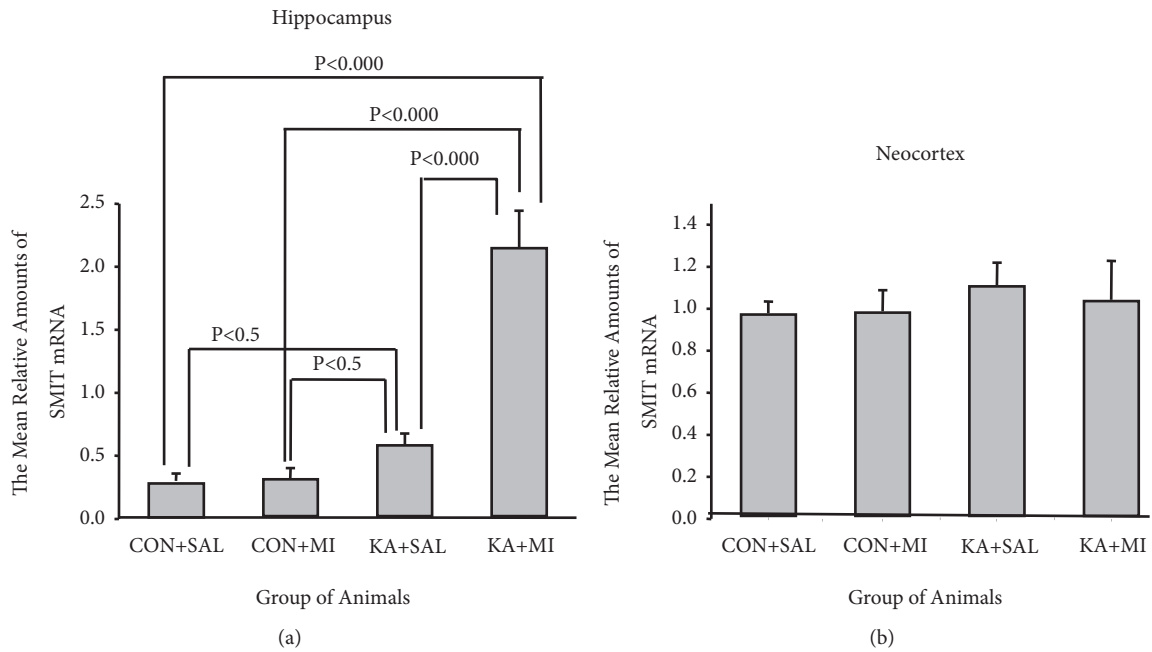 Hippocampus
P<0.000
P<0.000
P<0.000
P<0.5
P<0.5
The Mean Relative Amounts of
SMIT mRNA
2.5
2.0
1.5
1.0
0.5
0.0
CON+SAL CON+MI KA+SAL KA+MI
Group of Animals
(a)
Neocortex
The Mean Relative Amounts of
SMIT mRNA
1.4
1.2
1.0
0.8
0.6
0.4
0.2
0.0
CON+SAL CON+MI KA+SAL KA+MI
Group of Animals
(b)